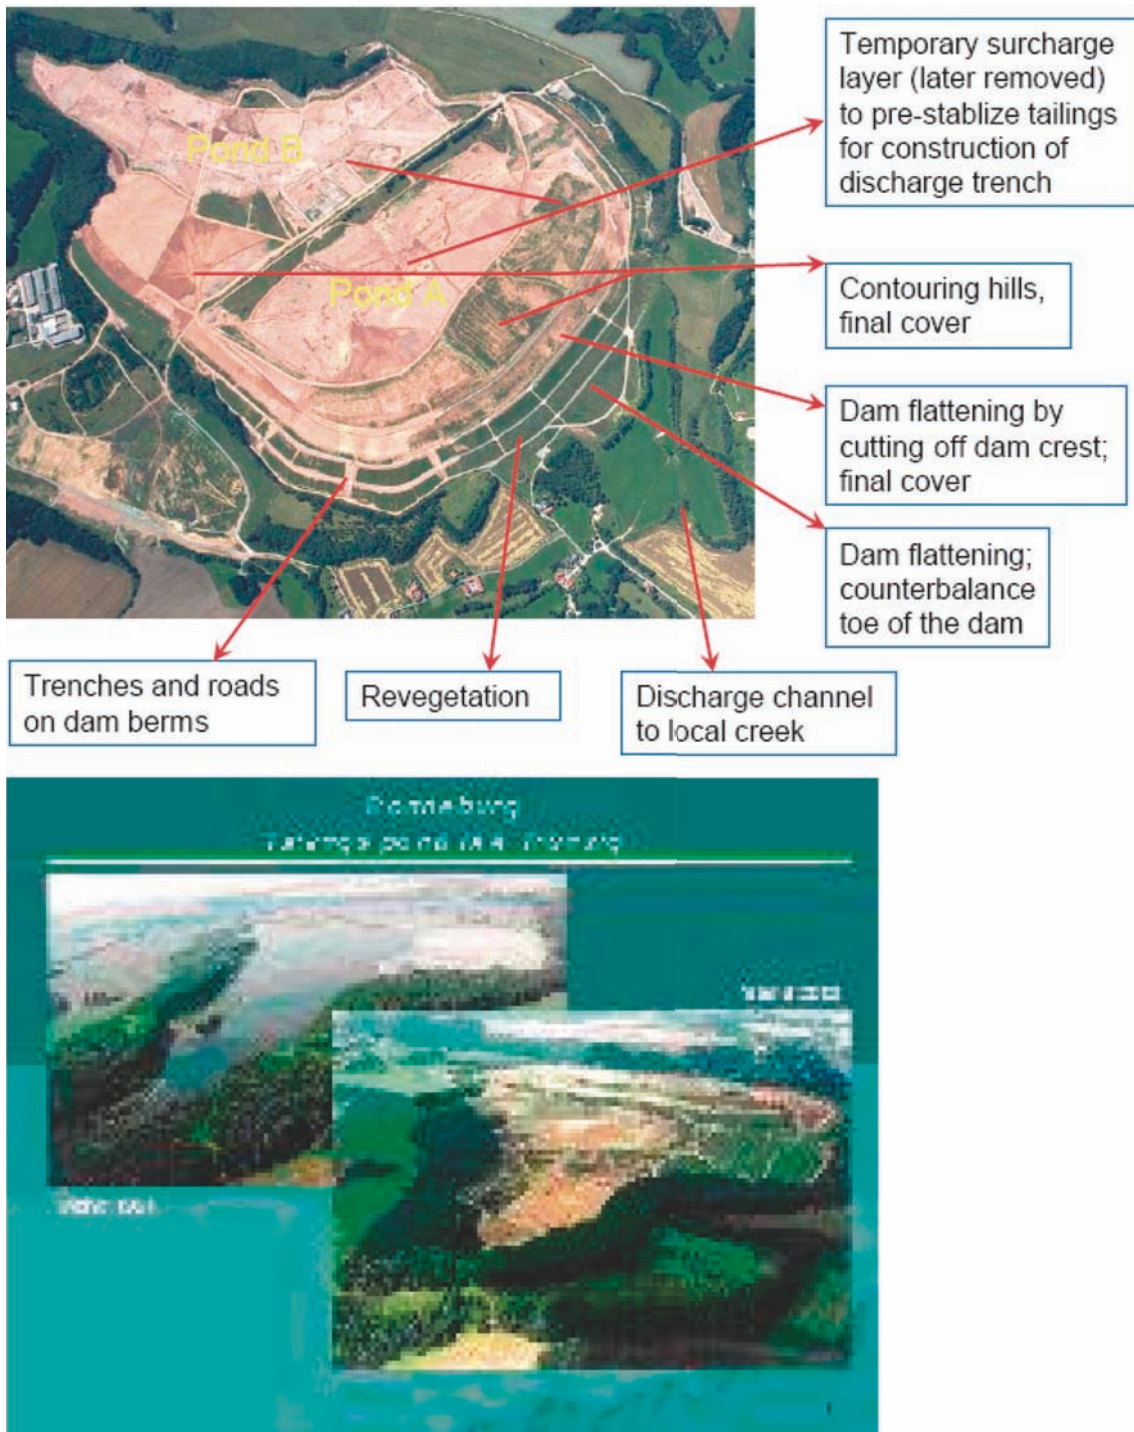 Temporary surcharge
layer (later removed)
to pre-stablize tailings
for construction of
discharge trench
Pond B
Pond A
Contouring hills,
final cover
Dam flattening by
cutting off dam crest;
final cover
Dam flattening;
counterbalance
toe of the dam
Trenches and roads
on dam berms
Revegetation
Discharge channel
to local creek